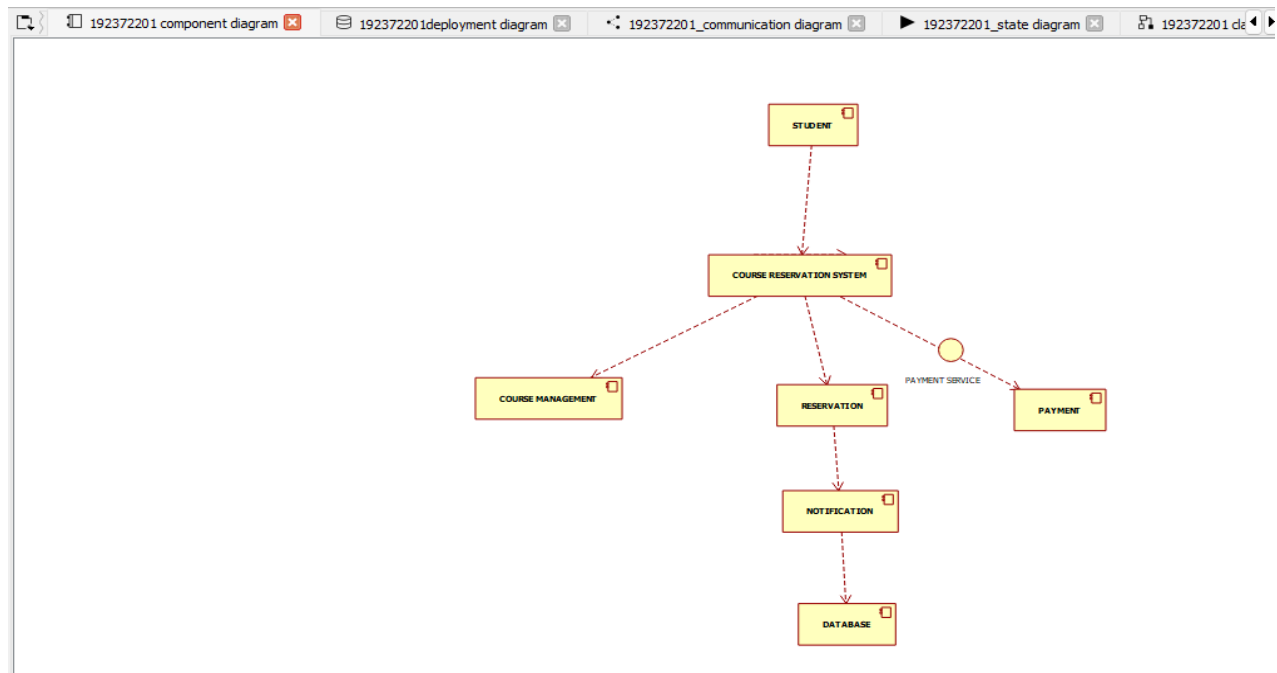 192372201 component diagram
192372201deployment diagram
192372201_communication diagram
192372201_state diagram
192372201 cla
STUDENT
COURSE RESERVATION SYSTEM
PAYMENT SERVICE
COURSE MANAGEMENT
RESERVATION
PAYMENT
NOTIFICATION
DATABASE